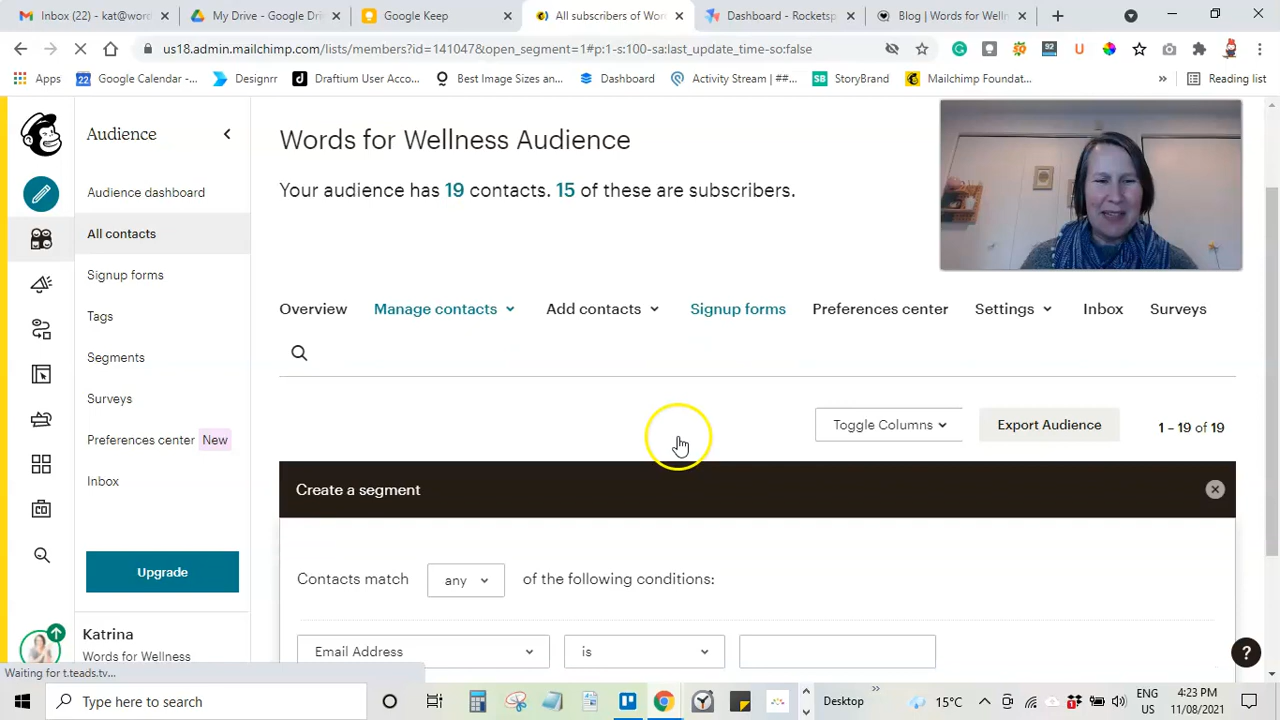 Inbox - kat@word
My Drive - Google Dri
Google Keep
All subscribers of Wor
Dashboard - Rocketsp
Blog | Words for Welln
us18.admin.mailchimp.com/lists/members?id=141047&open_segment=1#p:1-s:100-sa:last_update_time-so:false
Apps
Google Calendar -...
Designrr
Draftium User Acco...
Best Image Sizes an...
Dashboard
Activity Stream | ##...
SB StoryBrand
Mailchimp Foundat...
»
Reading list
Audience
Audience dashboard
All contacts
Signup forms
Tags
Segments
Surveys
Preferences center New
Inbox
Upgrade
Katrina
Words for Wellness
Words for Wellness Audience
Your audience has 19 contacts. 15 of these are subscribers.
Overview
Manage contacts
Add contacts
Signup forms
Preferences center
Settings
Inbox
Surveys
Toggle Columns
Export Audience
1 – 19 of 19
Create a segment
Contacts match any of the following conditions:
Email Address
is
?
Waiting for t.teads.tv...
Type here to search
Desktop
»
15°C
ENG
US
4:23 PM
11/08/2021